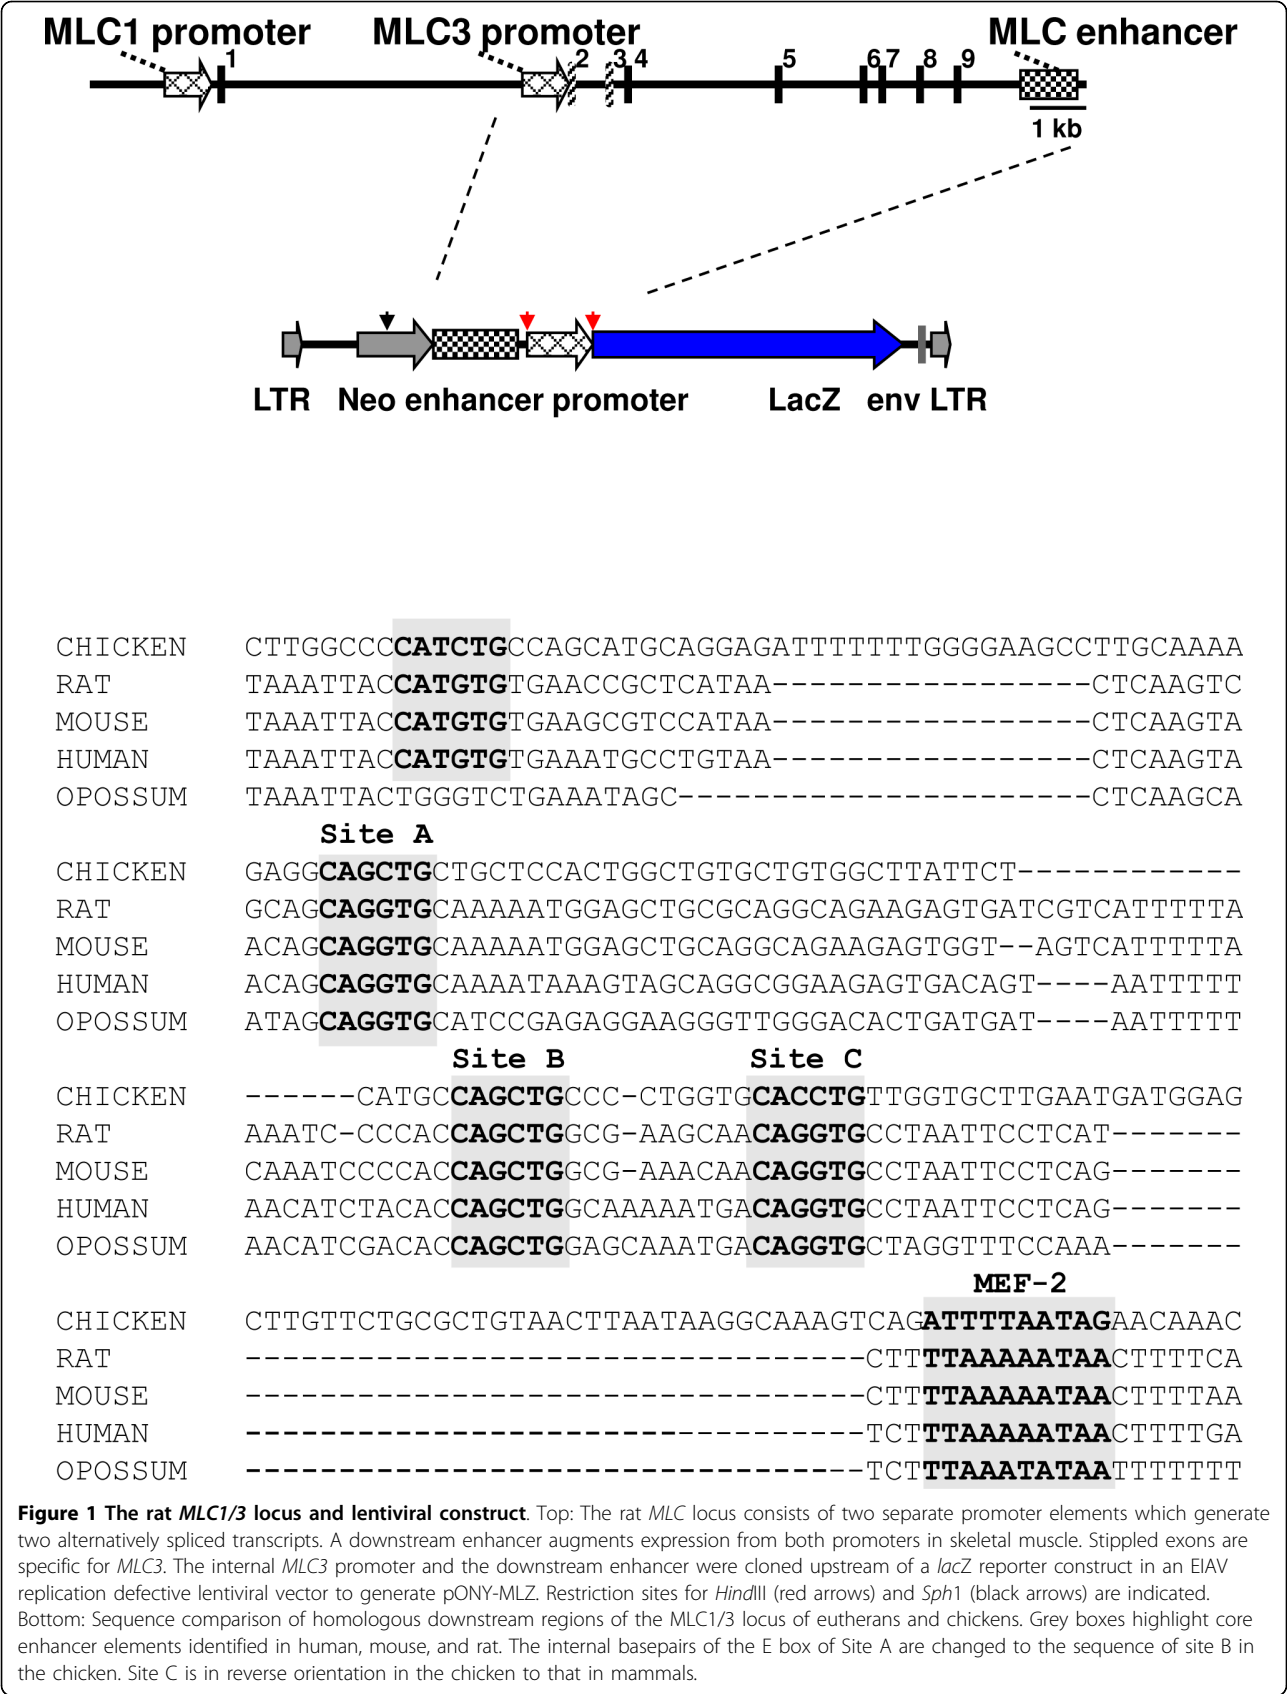 MLC1 promoter MLC3 promoter MLC enhancer
1 2 3 4 5 6 7 8 9
1 kb
LTR Neo enhancer promoter LacZ env LTR
CHICKEN CTTGGCCCCATCTGCCAGCATGCAGGAGATTTTTTTGGGGAAGCCTTGCAAAA
RAT TAAATTACCATGTGTGAACCGCTCATAA-----------------CTCAAGTC
MOUSE TAAATTACCATGTGTGAAGCGTCCATAA-----------------CTCAAGTA
HUMAN TAAATTACCATGTGTGAAATGCCTGTAA-----------------CTCAAGTA
OPOSSUM TAAATTACTGGGTCTGAAATAGC----------------------CTCAAGCA
Site A
CHICKEN GAGGCAGCTGCTGCTCCACTGGCTGTGCTGTGGCTTATTCT------------
RAT GCAGCAGGTGCAAAAATGGAGCTGCGCAGGCAGAAGAGTGATCGTCATTTTTA
MOUSE ACAGCAGGTGCAAAAATGGAGCTGCAGGCAGAAGAGTGGT--AGTCATTTTTA
HUMAN ACAGCAGGTGCAAAATAAAGTAGCAGGCGGAAGAGTGACAGT----AATTTTT
OPOSSUM ATAGCAGGTGCATCCGAGAGGAAGGGTTGGGACACTGATGAT----AATTTTT
Site B Site C
CHICKEN ------CATGCCAGCTGCCC-CTGGTGCACCTGTTGGTGCTTGAATGATGGAG
RAT AAATC-CCCACCAGCTGGCG-AAGCAACAGGTGCCTAATTCCTCAT-------
MOUSE CAAATCCCCACCAGCTGGCG-AAACAACAGGTGCCTAATTCCTCAG-------
HUMAN AACATCTACACCAGCTGGCAAAAATGACAGGTGCCTAATTCCTCAG-------
OPOSSUM AACATCGACACCAGCTGGAGCAAATGACAGGTGCTAGGTTTCCAAA-------
MEF-2
CHICKEN CTTGTTCTGCGCTGTAACTTAATAAGGCAAAGTCAGATTTTAATAGAACAAAC
RAT ---------------------------------CTTTTAAAAATAACTTTTCA
MOUSE ---------------------------------CTTTTAAAAATAACTTTTAA
HUMAN ---------------------------------TCTTTAAAAATAACTTTTGA
OPOSSUM ---------------------------------TCTTTAAATATAATTTTTTT
Figure 1 The rat MLC1/3 locus and lentiviral construct. Top: The rat MLC locus consists of two separate promoter elements which generate
two alternatively spliced transcripts. A downstream enhancer augments expression from both promoters in skeletal muscle. Stippled exons are
specific for MLC3. The internal MLC3 promoter and the downstream enhancer were cloned upstream of a lacZ reporter construct in an EIAV
replication defective lentiviral vector to generate pONY-MLZ. Restriction sites for HindIII (red arrows) and Sph1 (black arrows) are indicated.
Bottom: Sequence comparison of homologous downstream regions of the MLC1/3 locus of eutherans and chickens. Grey boxes highlight core
enhancer elements identified in human, mouse, and rat. The internal basepairs of the E box of Site A are changed to the sequence of site B in
the chicken. Site C is in reverse orientation in the chicken to that in mammals.